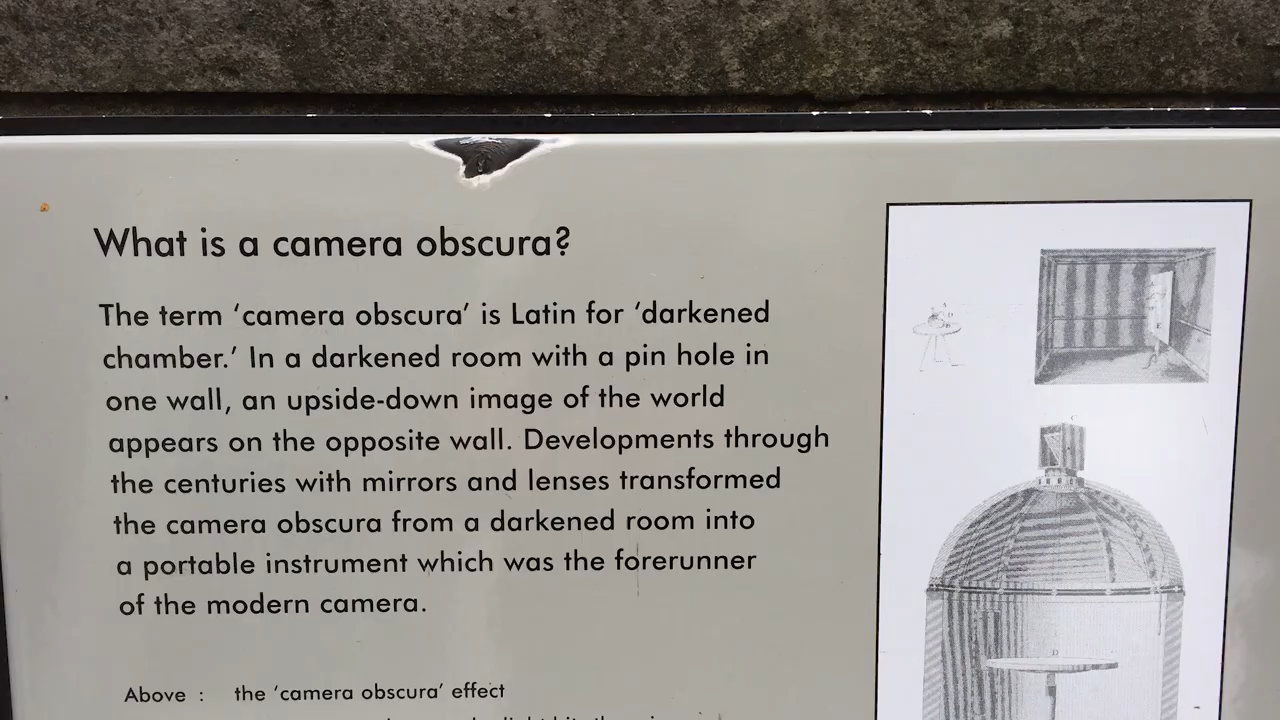 What is a camera obscura?
The term ‘camera obscura’ is Latin for ‘darkened
chamber.’ In a darkened room with a pin hole in
one wall, an upside-down image of the world
appears on the opposite wall. Developments through
the centuries with mirrors and lenses transformed
the camera obscura from a darkened room into
a portable instrument which was the forerunner
of the modern camera.
Above : the ‘camera obscura’ effect